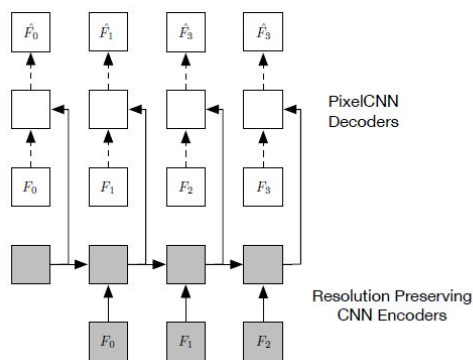 F̂₀ F̂₁ F̂₃ F̂₃
PixelCNN
Decoders
F₀ F₁ F₂ F₃
Resolution Preserving
CNN Encoders
F₀ F₁ F₂